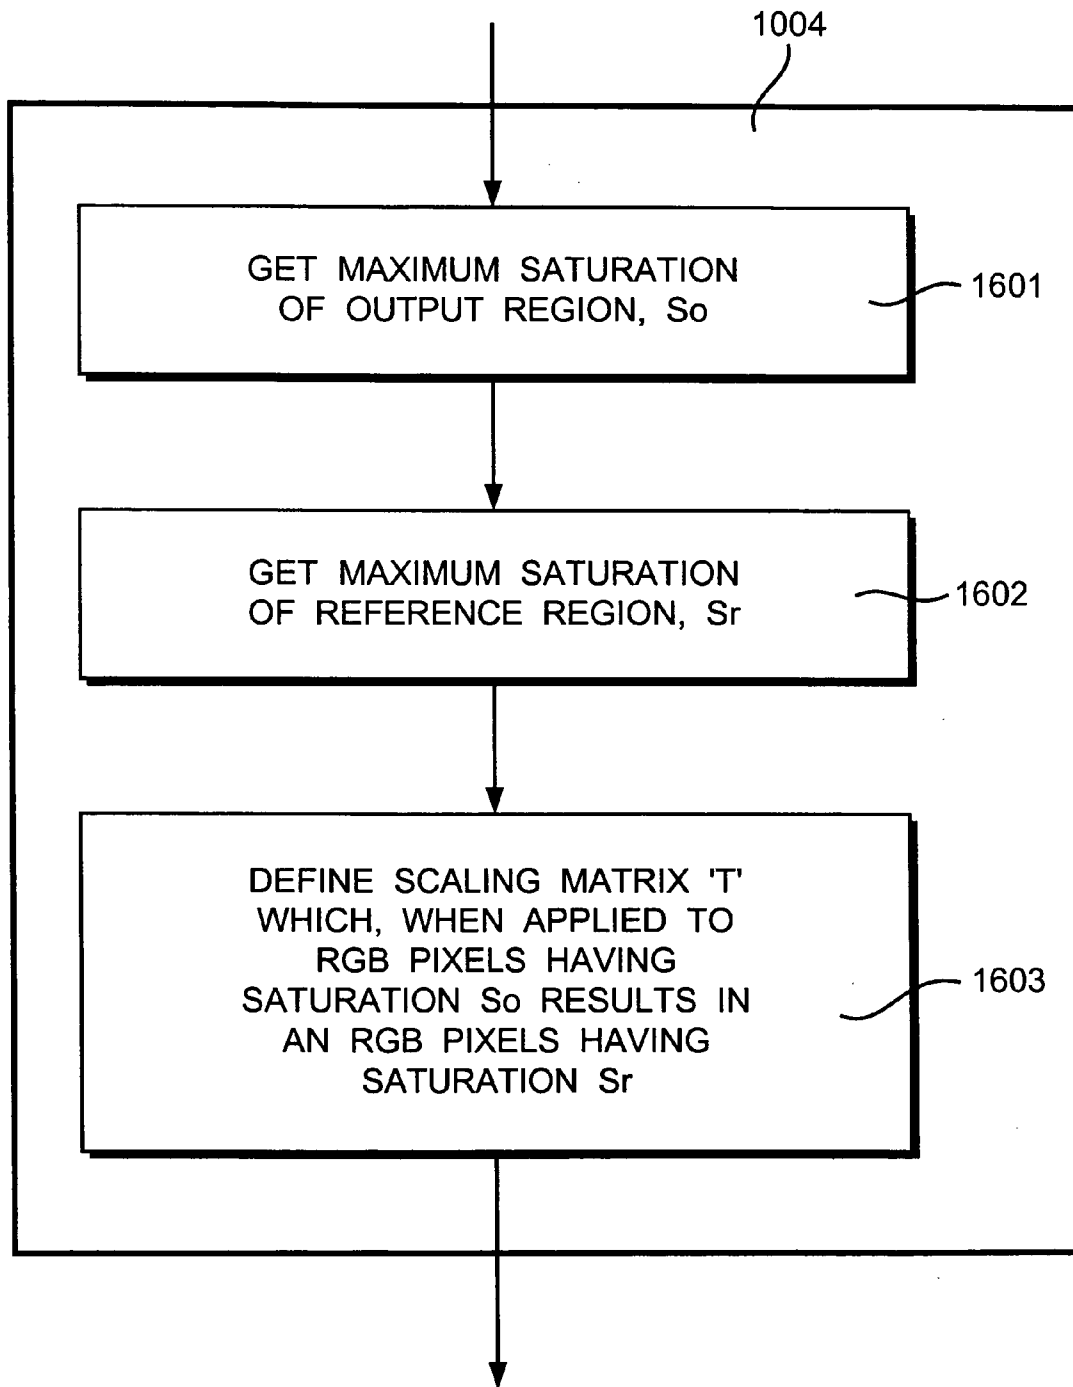 1004
GET MAXIMUM SATURATION
OF OUTPUT REGION, So
1601
GET MAXIMUM SATURATION
OF REFERENCE REGION, Sr
1602
DEFINE SCALING MATRIX 'T'
WHICH, WHEN APPLIED TO
RGB PIXELS HAVING
SATURATION So RESULTS IN
AN RGB PIXELS HAVING
SATURATION Sr
1603